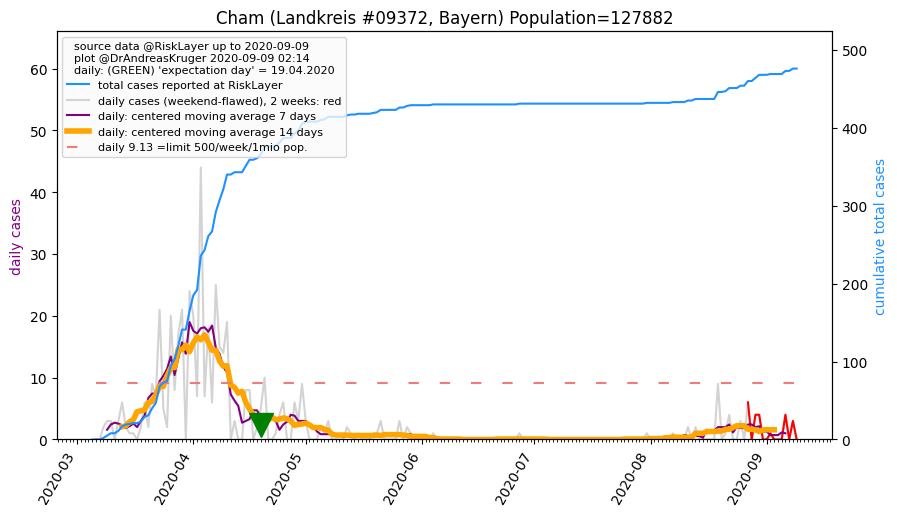 Cham (Landkreis #09372, Bayern) Population=127882
source data @RiskLayer up to 2020-09-09
plot @DrAndreasKruger 2020-09-09 02:14
daily: (GREEN) 'expectation day' = 19.04.2020
total cases reported at RiskLayer
daily cases (weekend-flawed), 2 weeks: red
daily: centered moving average 7 days
daily: centered moving average 14 days
daily 9.13 =limit 500/week/1mio pop.
daily cases
60
50
40
30
20
10
0
cumulative total cases
500
400
300
200
100
0
2020-03
2020-04
2020-05
2020-06
2020-07
2020-08
2020-09